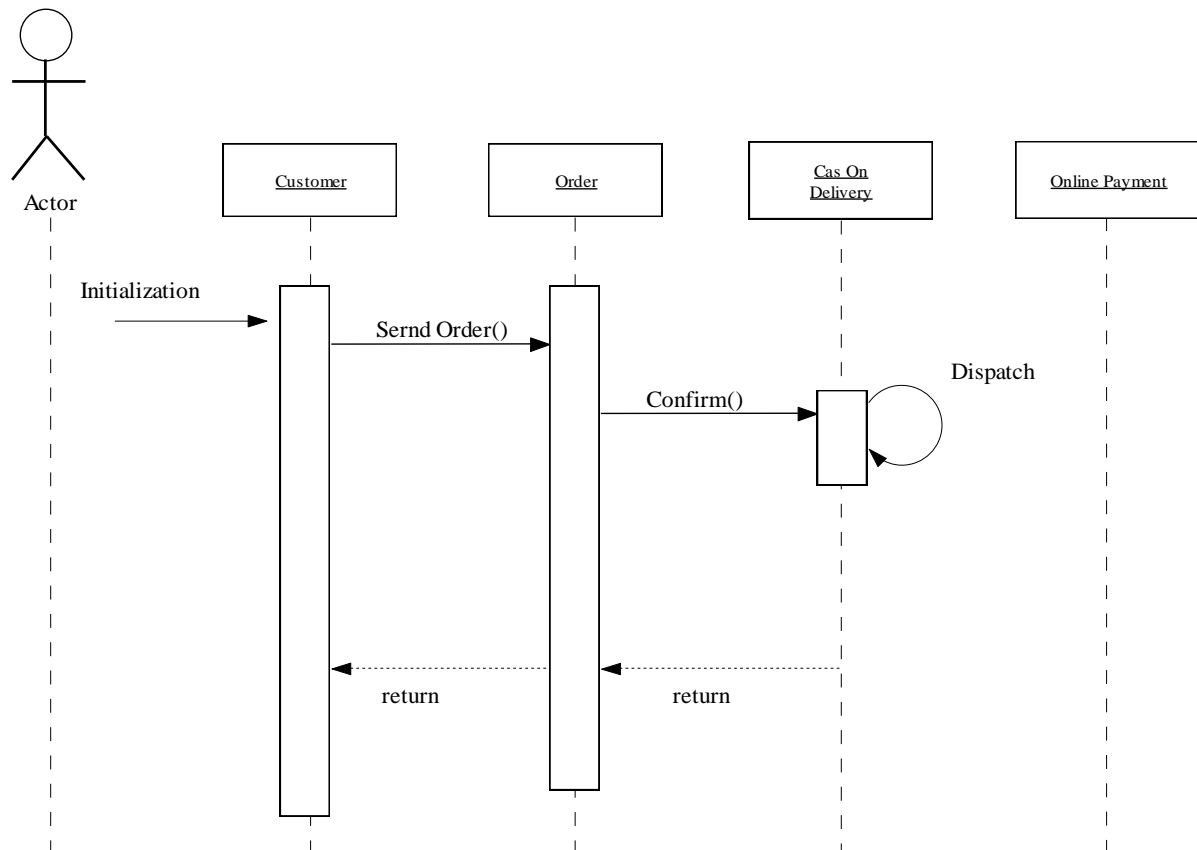 Actor
Customer
Order
Cas On
Delivery
Online Payment
Initialization
Sernd Order()
Dispatch
Confirm()
return
return